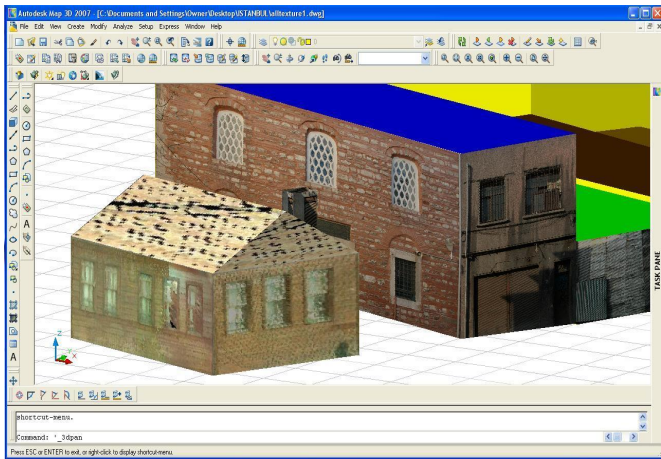 Autodesk Map 3D 2007 - [C:\Documents and Settings\Owner\Desktop\ISTANBUL\alltexture1.dwg]
File Edit View Create Modify Analyze Setup Express Window Help
TASK PANE
Z
X
shortcut-menu.
Command: '_3dpan
Press ESC or ENTER to exit, or right-click to display shortcut-menu.